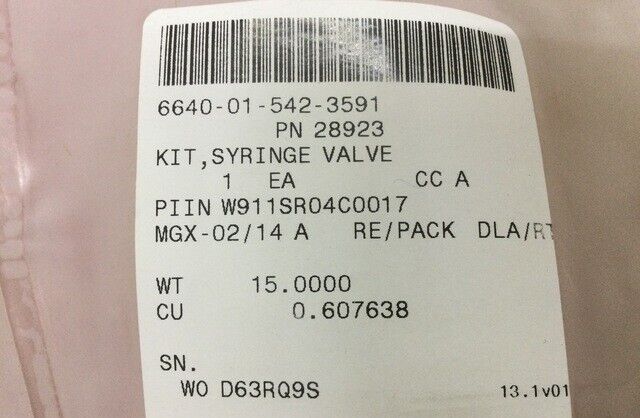 6640-01-542-3591
PN 28923
KIT,SYRINGE VALVE
1 EA CC A
PIIN W911SR04C0017
MGX-02/14 A RE/PACK DLA/RT
WT 15.0000
CU 0.607638
SN.
WO D63RQ9S
13.1v01